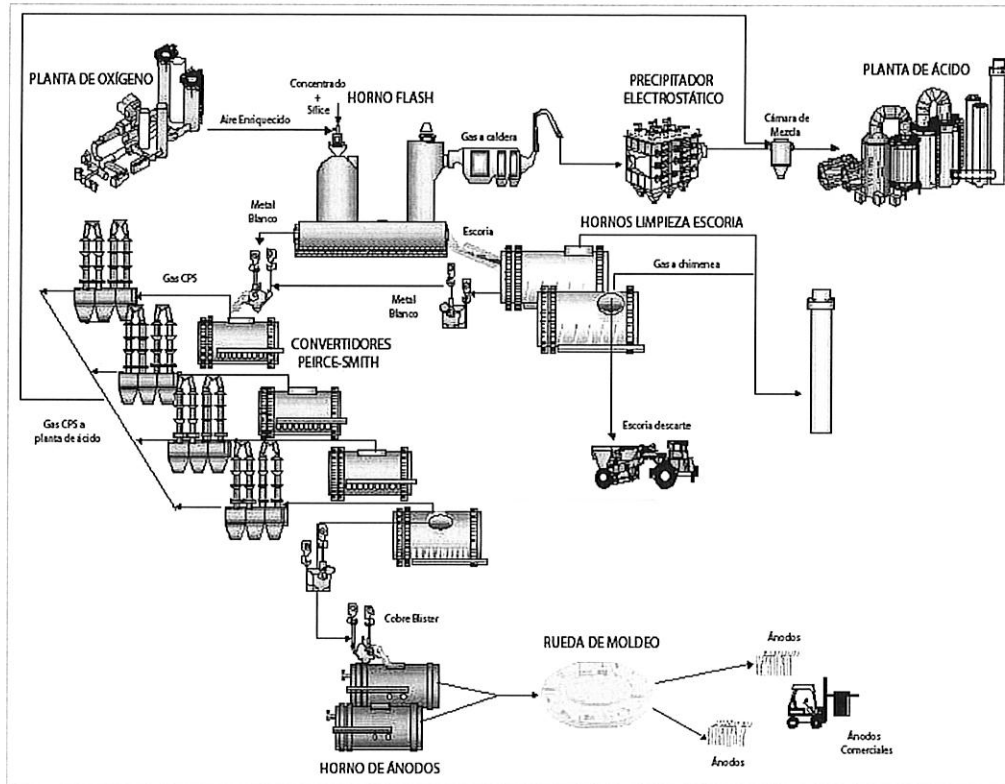 PLANTA DE OXÍGENO
Concentrado
+
Sílice
HORNO FLASH
Aire Enriquecido
Gas a caldera
PRECIPITADOR
ELECTROSTÁTICO
Cámara de
Mezcla
PLANTA DE ÁCIDO
Metal
Blanco
Escoria
HORNOS LIMPIEZA ESCORIA
Gas a chimenea
Gas CPS
Metal
Blanco
CONVERTIDORES
PEIRCE-SMITH
Gas CPS a
planta de ácido
Escoria descarte
Cobre Blister
RUEDA DE MOLDEO
Ánodos
Ánodos
Ánodos
Comerciales
HORNO DE ÁNODOS